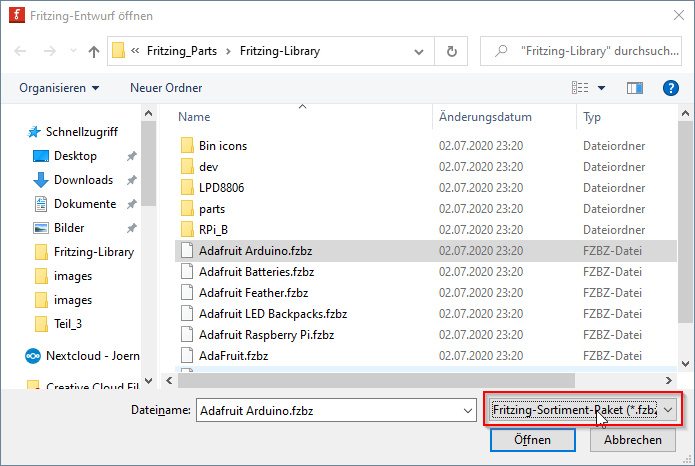 Fritzing-Entwurf öffnen
« Fritzing_Parts › Fritzing-Library
"Fritzing-Library" durchsuc...
Organisieren
Neuer Ordner
?
Name
Änderungsdatum
Typ
Schnellzugriff
Desktop
Downloads
Dokumente
Bilder
Fritzing-Library
images
images
Teil_3
Nextcloud - Joern
Creative Cloud Fil
Bin icons 02.07.2020 23:20 Dateiordner
dev 02.07.2020 23:20 Dateiordner
LPD8806 02.07.2020 23:20 Dateiordner
parts 02.07.2020 23:20 Dateiordner
RPi_B 02.07.2020 23:20 Dateiordner
Adafruit Arduino.fzbz 02.07.2020 23:20 FZBZ-Datei
Adafruit Batteries.fzbz 02.07.2020 23:20 FZBZ-Datei
Adafruit Feather.fzbz 02.07.2020 23:20 FZBZ-Datei
Adafruit LED Backpacks.fzbz 02.07.2020 23:20 FZBZ-Datei
Adafruit Raspberry Pi.fzbz 02.07.2020 23:20 FZBZ-Datei
AdaFruit.fzbz 02.07.2020 23:20 FZBZ-Datei
Dateiname: Adafruit Arduino.fzbz
Fritzing-Sortiment-Paket (*.fzbz
Öffnen
Abbrechen